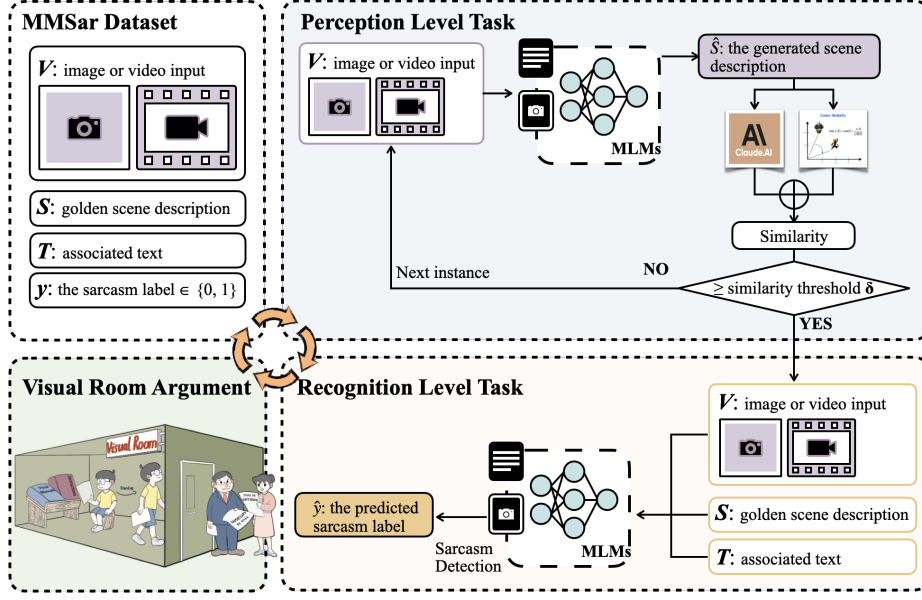 MMSar Dataset
V: image or video input
S: golden scene description
T: associated text
y: the sarcasm label ∈ {0, 1}
Perception Level Task
V: image or video input
MLMs
Ŝ: the generated scene
description
A\
Claude.AI
Cosine Similarity
Similarity
≥ similarity threshold δ
NO
Next instance
YES
Visual Room Argument
Visual Room
Recognition Level Task
V: image or video input
S: golden scene description
T: associated text
MLMs
Sarcasm
Detection
ŷ: the predicted
sarcasm label